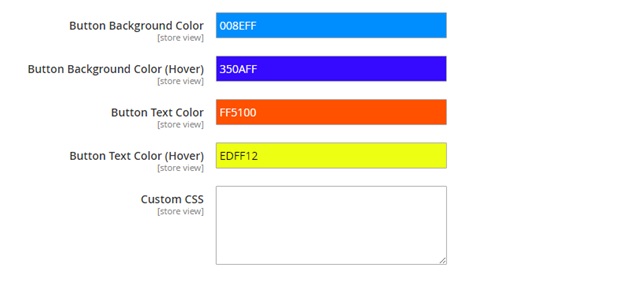 Button Background Color 008EFF
[store view]
Button Background Color (Hover) 350AFF
[store view]
Button Text Color FF5100
[store view]
Button Text Color (Hover) EDFF12
[store view]
Custom CSS
[store view]